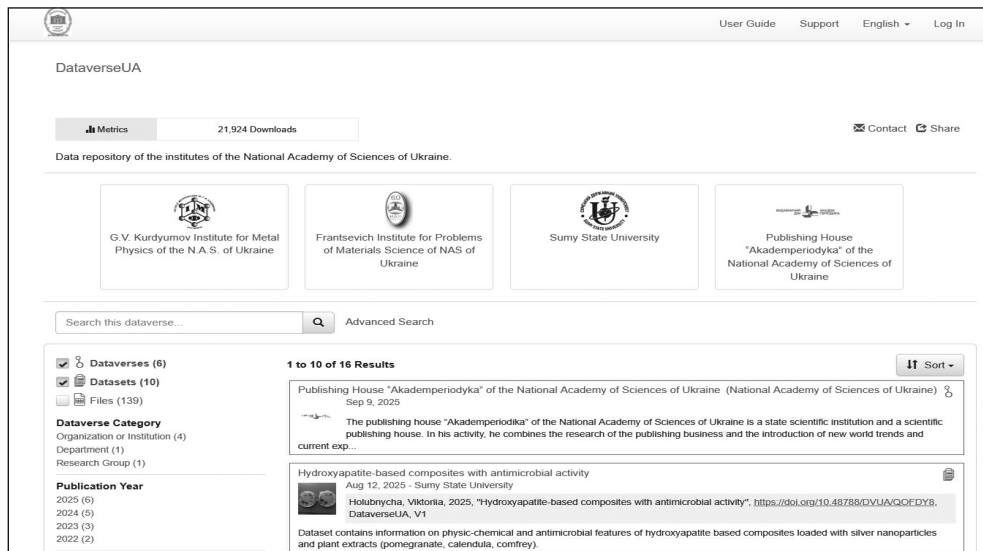 User Guide Support English Log In
DataverseUA
Metrics 21,924 Downloads
Contact Share
Data repository of the institutes of the National Academy of Sciences of Ukraine.
G.V. Kurdyumov Institute for Metal
Physics of the N.A.S. of Ukraine
Frantsevich Institute for Problems
of Materials Science of NAS of
Ukraine
Sumy State University
Publishing House
"Akademperiodyka" of the
National Academy of Sciences of
Ukraine
Search this dataverse...
Advanced Search
Dataverses (6)
Datasets (10)
Files (139)
Dataverse Category
Organization or Institution (4)
Department (1)
Research Group (1)
Publication Year
2025 (6)
2024 (5)
2023 (3)
2022 (2)
1 to 10 of 16 Results
Sort
Publishing House "Akademperiodyka" of the National Academy of Sciences of Ukraine (National Academy of Sciences of Ukraine)
Sep 9, 2025
The publishing house "Akademperiodika" of the National Academy of Sciences of Ukraine is a state scientific institution and a scientific
publishing house. In his activity, he combines the research of the publishing business and the introduction of new world trends and
current exp...
Hydroxyapatite-based composites with antimicrobial activity
Aug 12, 2025 - Sumy State University
Holubnycha, Viktoriia, 2025, "Hydroxyapatite-based composites with antimicrobial activity", https://doi.org/10.48788/DVUA/QOFDY8,
DataverseUA, V1
Dataset contains information on physic-chemical and antimicrobial features of hydroxyapatite based composites loaded with silver nanoparticles
and plant extracts (pomegranate, calendula, comfrey).